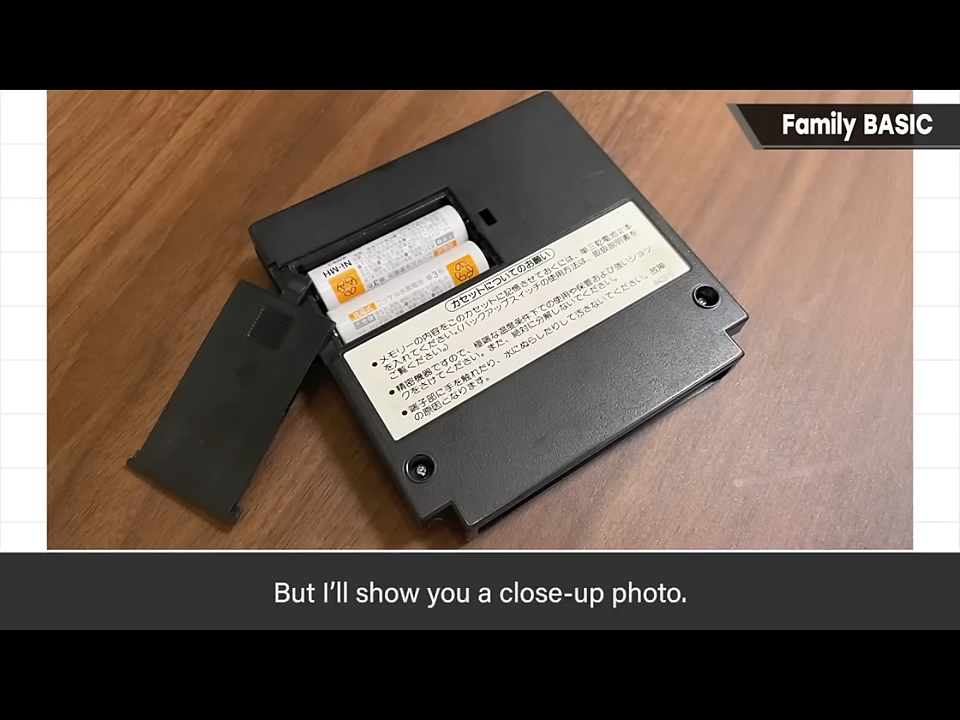 Family BASIC
Ni-MH
カセットについてのお願い
●メモリーの内容をこのカセットに記憶させておくには、単三乾電池2本
を入れてください。(バックアップスイッチの使用方法は、取扱説明書を
ご覧ください。)
●精密機器ですので、極端な温度条件下での使用や保管および強いショッ
クをさけてください。また、絶対に分解しないでください。
●端子部に手を触れたり、水にぬらしたりして汚さないでください。故障
の原因となります。
But I'll show you a close-up photo.